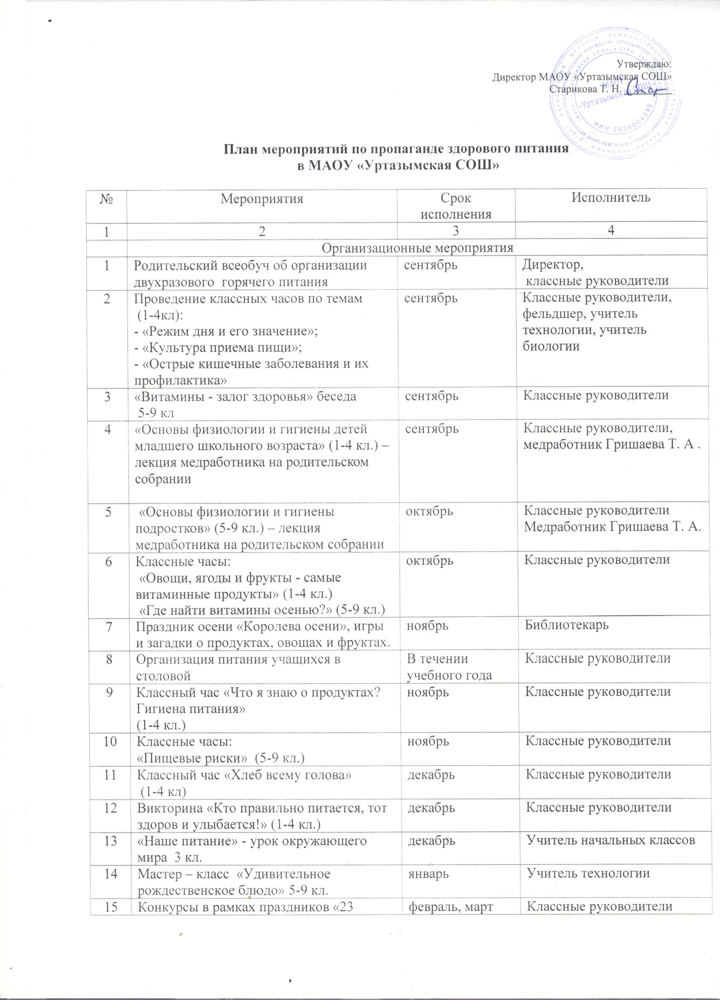 Утверждаю:
Директор МАОУ «Уртазымская СОШ»
Старикова Т. Н.
МАОУ
«Уртазымская СОШ»
ИНН 5630004349
План мероприятий по пропаганде здорового питания
в МАОУ «Уртазымская СОШ»
№ Мероприятия Срок Исполнитель
исполнения
1 2 3 4
Организационные мероприятия
1 Родительский всеобуч об организации сентябрь Директор,
двухразового горячего питания классные руководители
2 Проведение классных часов по темам сентябрь Классные руководители,
(1-4кл): фельдшер, учитель
- «Режим дня и его значение»; технологии, учитель
- «Культура приема пищи»; биологии
- «Острые кишечные заболевания и их
профилактика»
3 «Витамины - залог здоровья» беседа сентябрь Классные руководители
5-9 кл
4 «Основы физиологии и гигиены детей сентябрь Классные руководители,
младшего школьного возраста» (1-4 кл.) – медработник Гришаева Т. А .
лекция медработника на родительском
собрании
5 «Основы физиологии и гигиены октябрь Классные руководители
подростков» (5-9 кл.) – лекция Медработник Гришаева Т. А.
медработника на родительском собрании
6 Классные часы: октябрь Классные руководители
«Овощи, ягоды и фрукты - самые
витаминные продукты» (1-4 кл.)
«Где найти витамины осенью?» (5-9 кл.)
7 Праздник осени «Королева осени», игры ноябрь Библиотекарь
и загадки о продуктах, овощах и фруктах.
8 Организация питания учащихся в В течении Классные руководители
столовой учебного года
9 Классный час «Что я знаю о продуктах? ноябрь Классные руководители
Гигиена питания»
(1-4 кл.)
10 Классные часы: ноябрь Классные руководители
«Пищевые риски» (5-9 кл.)
11 Классный час «Хлеб всему голова» декабрь Классные руководители
(1-4 кл)
12 Викторина «Кто правильно питается, тот декабрь Классные руководители
здоров и улыбается!» (1-4 кл.)
13 «Наше питание» - урок окружающего декабрь Учитель начальных классов
мира 3 кл.
14 Мастер – класс «Удивительное январь Учитель технологии
рождественское блюдо» 5-9 кл.
15 Конкурсы в рамках праздников «23 февраль, март Классные руководители